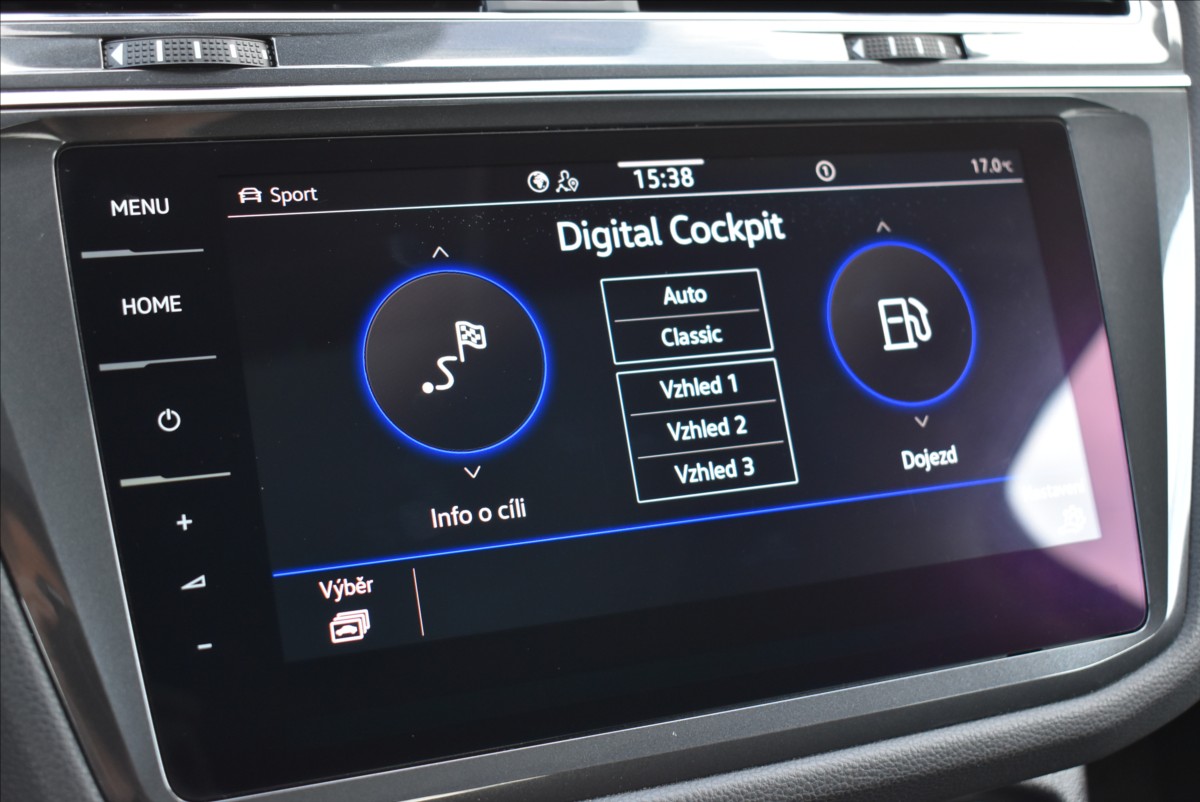 MENU
HOME
Sport
15:38
1
17.0°C
Digital Cockpit
Auto
Classic
Vzhled 1
Vzhled 2
Vzhled 3
Info o cíli
Dojezd
Výběr